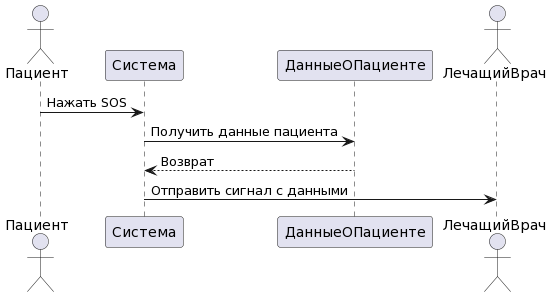 Пациент
Система
ДанныеОПациенте
ЛечащийВрач
Нажать SOS
Получить данные пациента
Возврат
Отправить сигнал с данными
Пациент
Система
ДанныеОПациенте
ЛечащийВрач